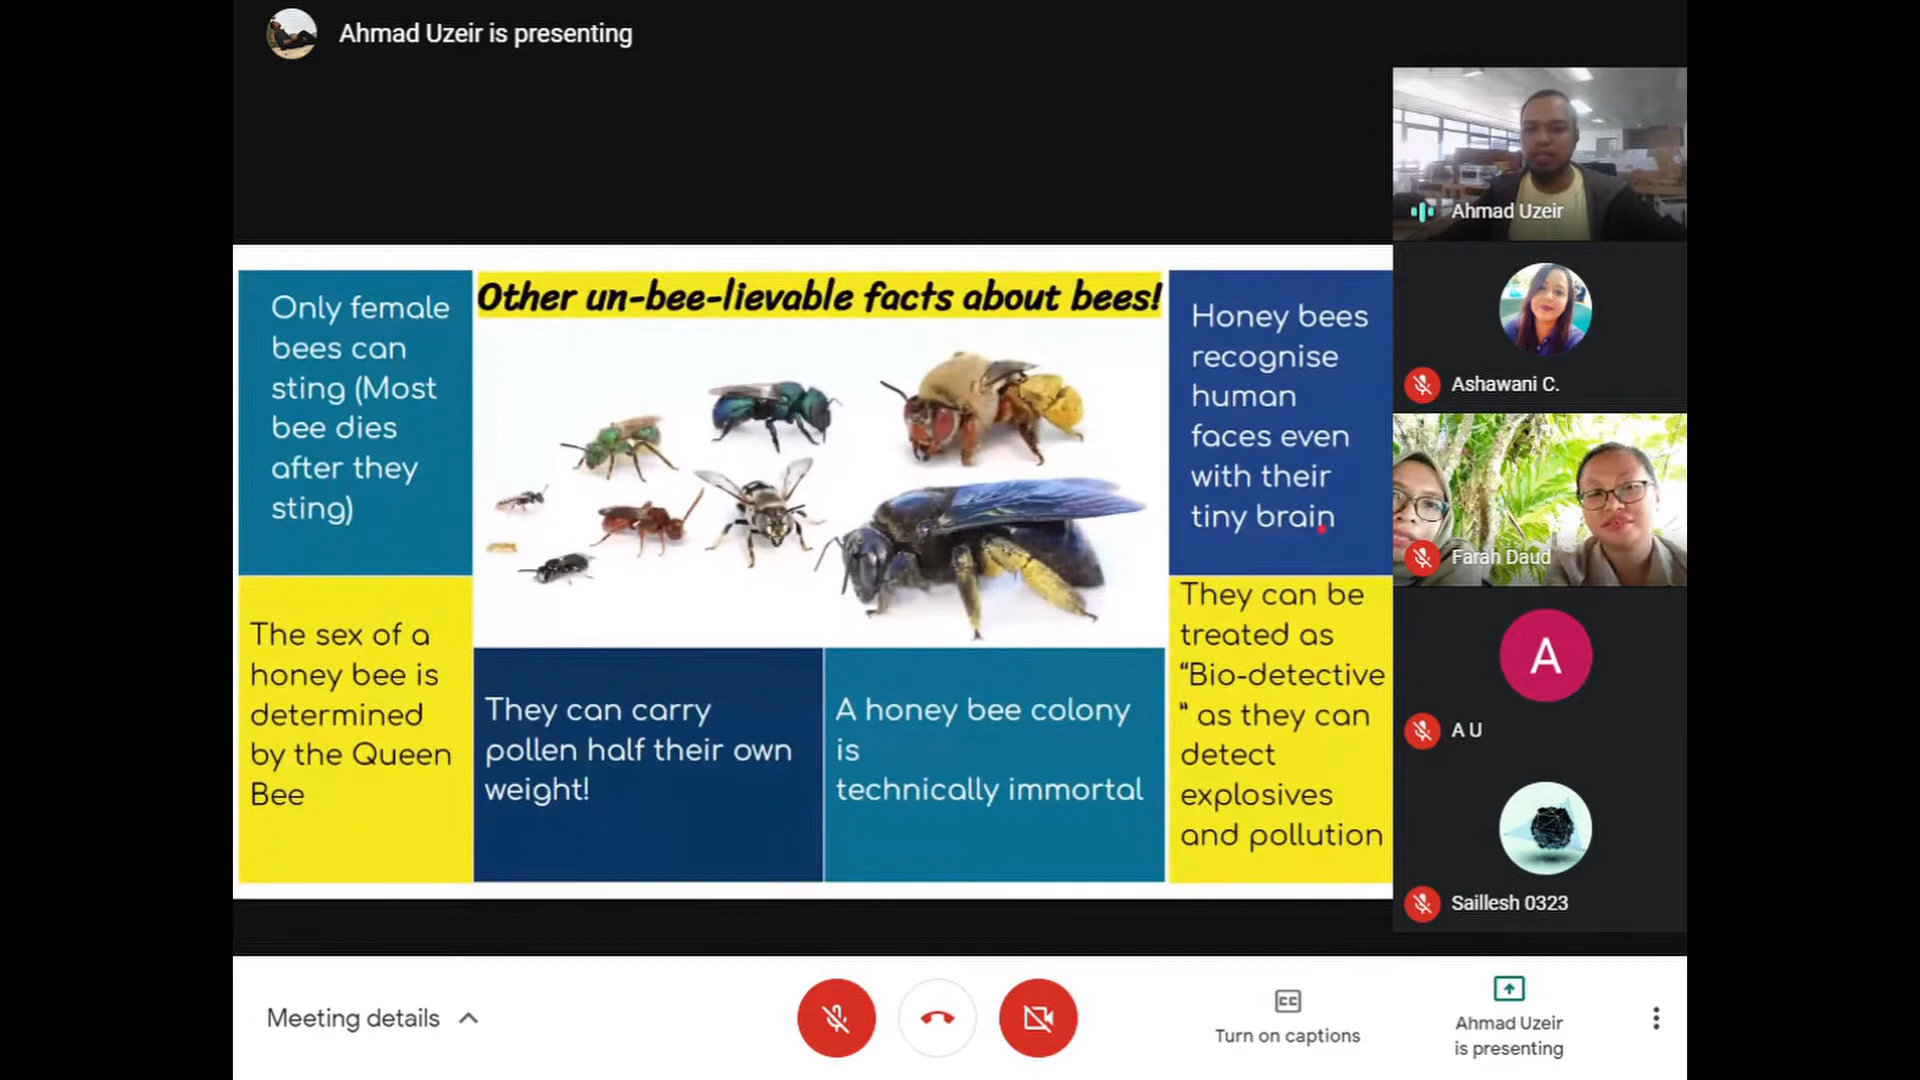 Ahmad Uzeir is presenting
Other un-bee-lievable facts about bees!
Only female
bees can
sting (Most
bee dies
after they
sting)
The sex of a
honey bee is
determined
by the Queen
Bee
They can carry
pollen half their own
weight!
A honey bee colony
is
technically immortal
Honey bees
recognise
human
faces even
with their
tiny brain
They can be
treated as
“Bio-detective
“ as they can
detect
explosives
and pollution
Ahmad Uzeir
Ashawani C.
Farah Daud
A
A U
Saillesh 0323
Meeting details
CC
Turn on captions
Ahmad Uzeir
is presenting